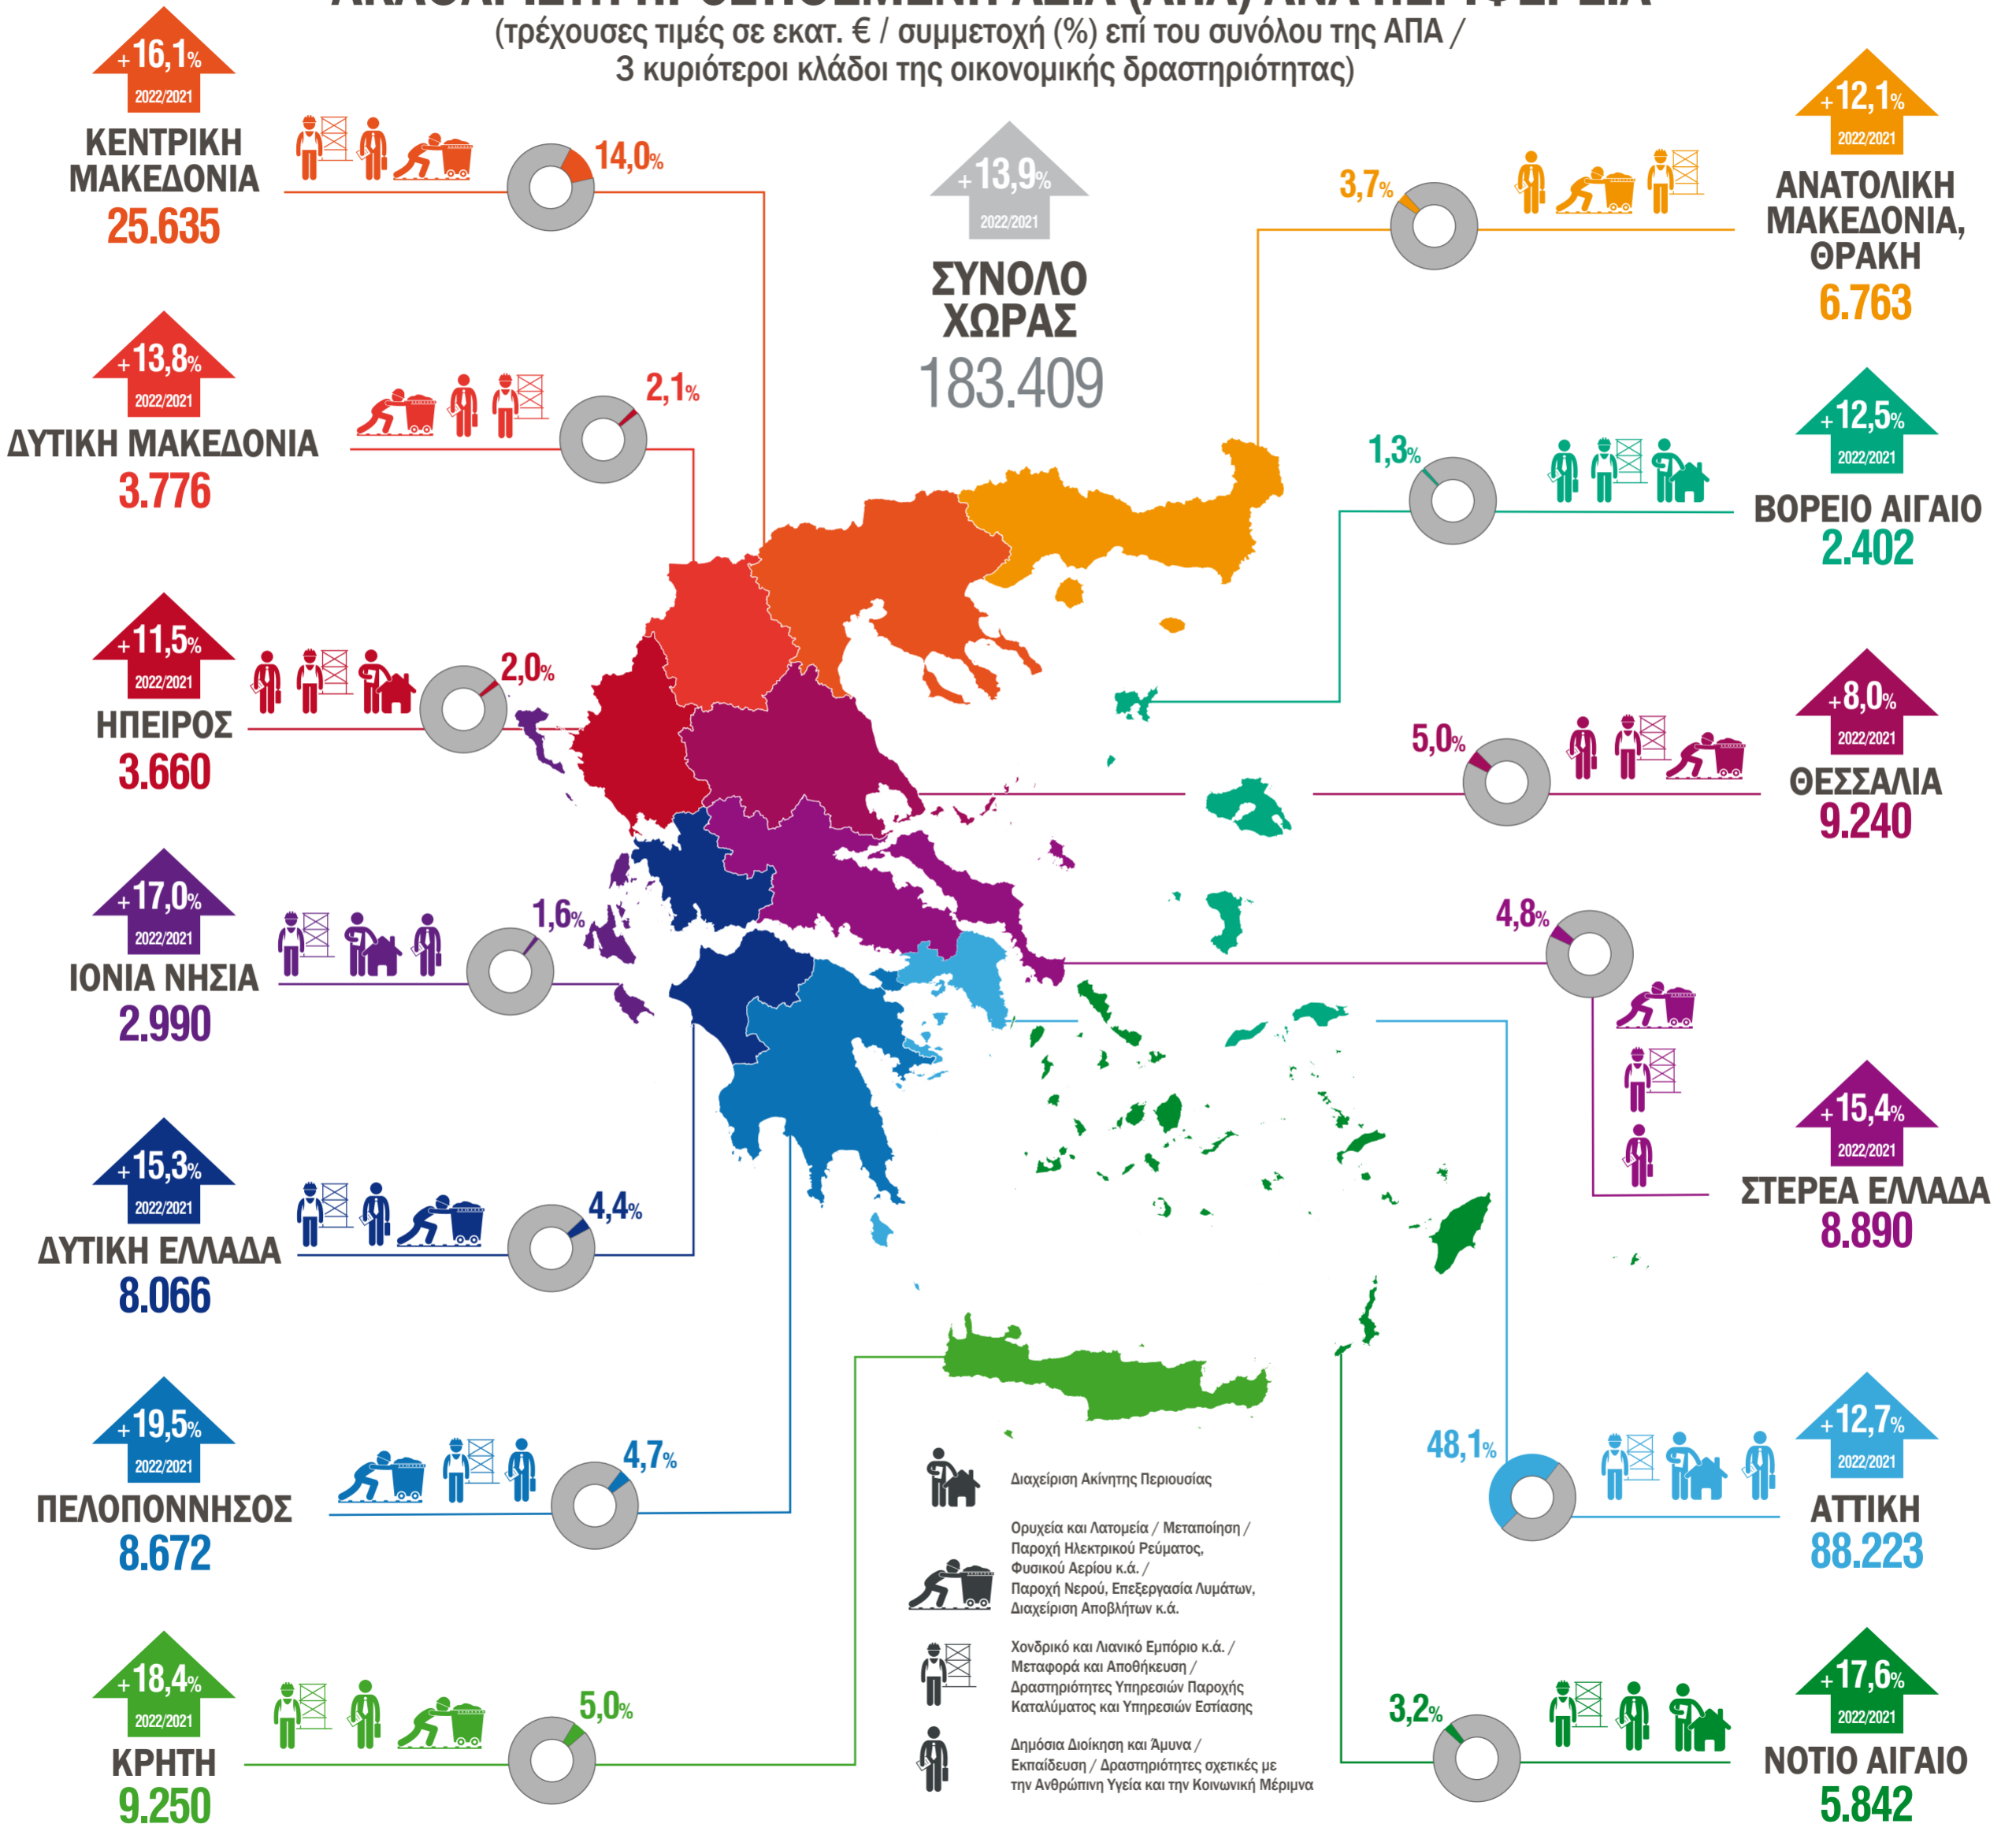 (τρέχουσες τιμές σε εκατ. € / συμμετοχή (%) επί του συνόλου της ΑΠΑ /
3 κυριότεροι κλάδοι της οικονομικής δραστηριότητας)
+16,1%
2022/2021
ΚΕΝΤΡΙΚΗ
ΜΑΚΕΔΟΝΙΑ
25.635
14,0%
+13,8%
2022/2021
ΔΥΤΙΚΗ ΜΑΚΕΔΟΝΙΑ
3.776
2,1%
+11,5%
2022/2021
ΗΠΕΙΡΟΣ
3.660
2,0%
+17,0%
2022/2021
ΙΟΝΙΑ ΝΗΣΙΑ
2.990
1,6%
+15,3%
2022/2021
ΔΥΤΙΚΗ ΕΛΛΑΔΑ
8.066
4,4%
+19,5%
2022/2021
ΠΕΛΟΠΟΝΝΗΣΟΣ
8.672
4,7%
+18,4%
2022/2021
ΚΡΗΤΗ
9.250
5,0%
+13,9%
2022/2021
ΣΥΝΟΛΟ
ΧΩΡΑΣ
183.409
+12,1%
2022/2021
ΑΝΑΤΟΛΙΚΗ
ΜΑΚΕΔΟΝΙΑ,
ΘΡΑΚΗ
6.763
3,7%
+12,5%
2022/2021
ΒΟΡΕΙΟ ΑΙΓΑΙΟ
2.402
1,3%
+8,0%
2022/2021
ΘΕΣΣΑΛΙΑ
9.240
5,0%
+15,4%
2022/2021
ΣΤΕΡΕΑ ΕΛΛΑΔΑ
8.890
4,8%
+12,7%
2022/2021
ΑΤΤΙΚΗ
88.223
48,1%
+17,6%
2022/2021
ΝΟΤΙΟ ΑΙΓΑΙΟ
5.842
3,2%
Διαχείριση Ακίνητης Περιουσίας
Ορυχεία και Λατομεία / Μεταποίηση /
Παροχή Ηλεκτρικού Ρεύματος,
Φυσικού Αερίου κ.ά. /
Παροχή Νερού, Επεξεργασία Λυμάτων,
Διαχείριση Αποβλήτων κ.ά.
Χονδρικό και Λιανικό Εμπόριο κ.ά. /
Μεταφορά και Αποθήκευση /
Δραστηριότητες Υπηρεσιών Παροχής
Καταλύματος και Υπηρεσιών Εστίασης
Δημόσια Διοίκηση και Άμυνα /
Εκπαίδευση / Δραστηριότητες σχετικές με
την Ανθρώπινη Υγεία και την Κοινωνική Μέριμνα